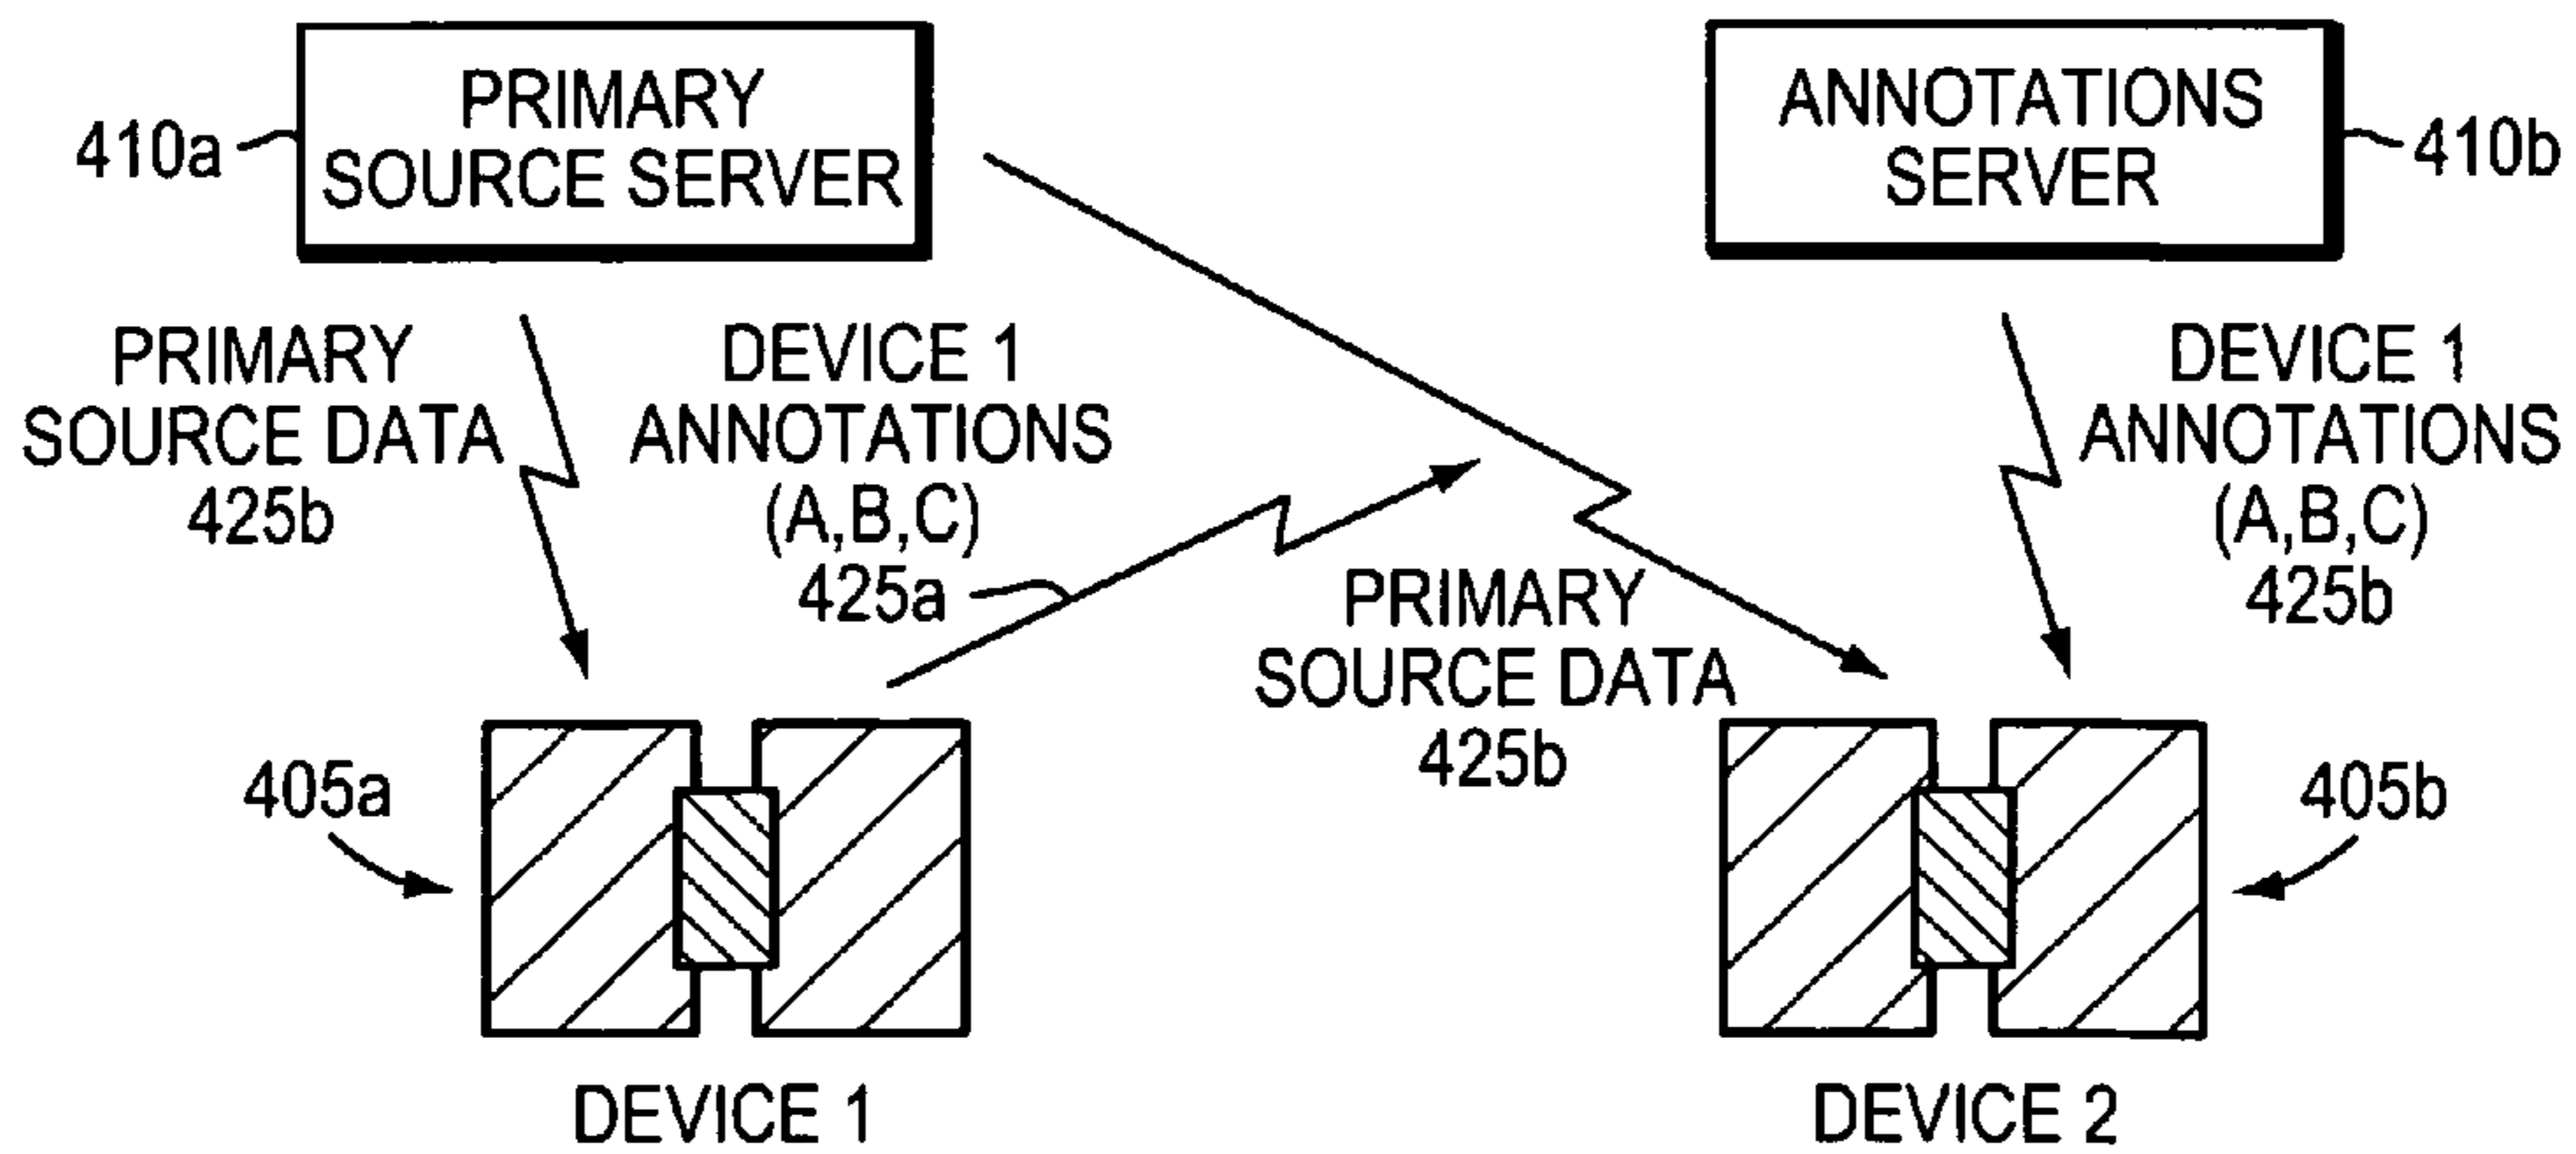 PRIMARY
SOURCE SERVER
410a
ANNOTATIONS
SERVER
410b
PRIMARY
SOURCE DATA
425b
DEVICE 1
ANNOTATIONS
(A,B,C)
425a
PRIMARY
SOURCE DATA
425b
DEVICE 1
ANNOTATIONS
(A,B,C)
425b
405a
405b
DEVICE 1
DEVICE 2